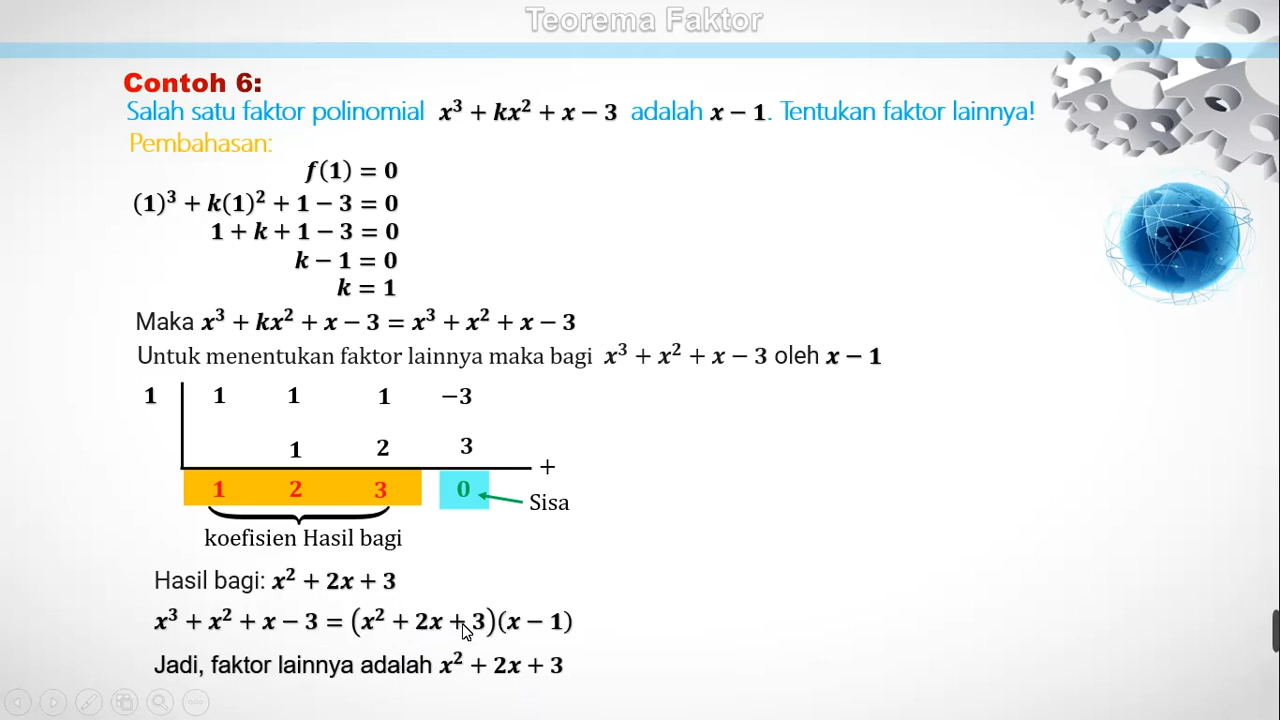 Teorema Faktor
Contoh 6:
Salah satu faktor polinomial x³ + kx² + x − 3 adalah x − 1. Tentukan faktor lainnya!
Pembahasan:
f(1) = 0
(1)³ + k(1)² + 1 − 3 = 0
1 + k + 1 − 3 = 0
k − 1 = 0
k = 1
Maka x³ + kx² + x − 3 = x³ + x² + x − 3
Untuk menentukan faktor lainnya maka bagi x³ + x² + x − 3 oleh x − 1
1 1 1 1 −3
1 2 3
+
1 2 3 0
Sisa
koefisien Hasil bagi
Hasil bagi: x² + 2x + 3
x³ + x² + x − 3 = (x² + 2x + 3)(x − 1)
Jadi, faktor lainnya adalah x² + 2x + 3